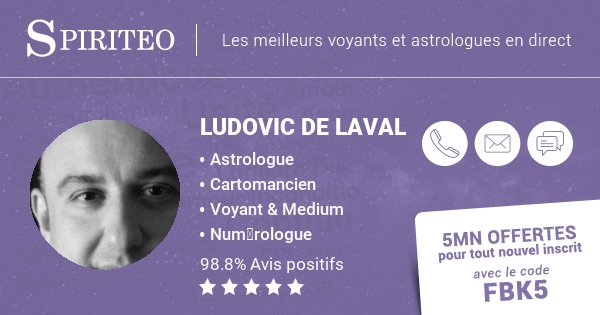 SPIRITEO
Les meilleurs voyants et astrologues en direct
LUDOVIC DE LAVAL
• Astrologue
• Cartomancien
• Voyant & Medium
• Num▯rologue
98.8% Avis positifs
5MN OFFERTES
pour tout nouvel inscrit
avec le code
FBK5